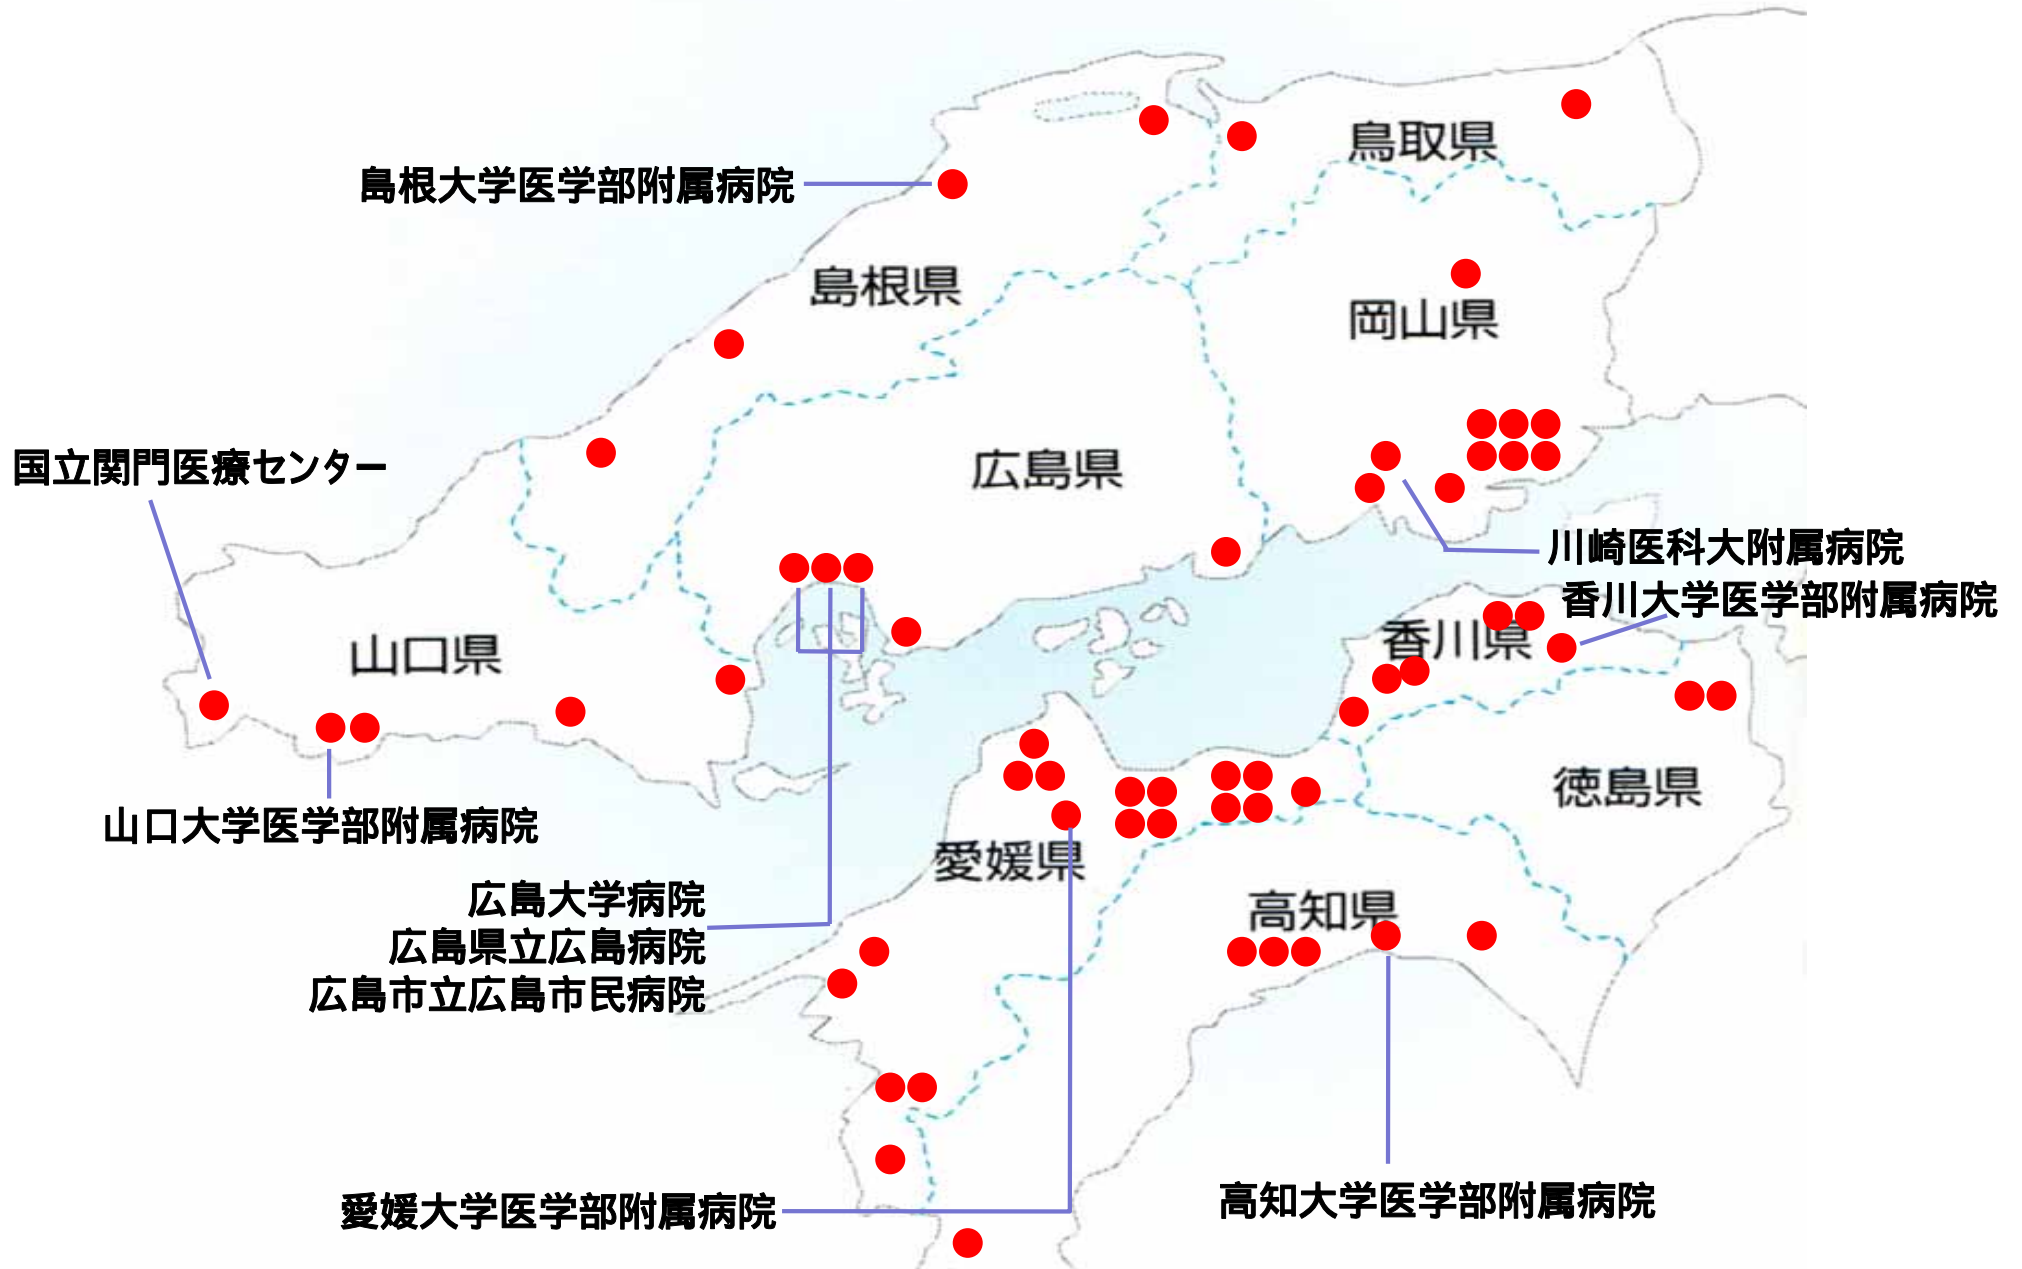 鳥取県
島根大学医学部附属病院
島根県
岡山県
国立関門医療センター
広島県
川崎医科大附属病院
香川大学医学部附属病院
香川県
山口県
徳島県
山口大学医学部附属病院
愛媛県
広島大学病院
高知県
広島県立広島病院
広島市立広島市民病院
愛媛大学医学部附属病院
高知大学医学部附属病院